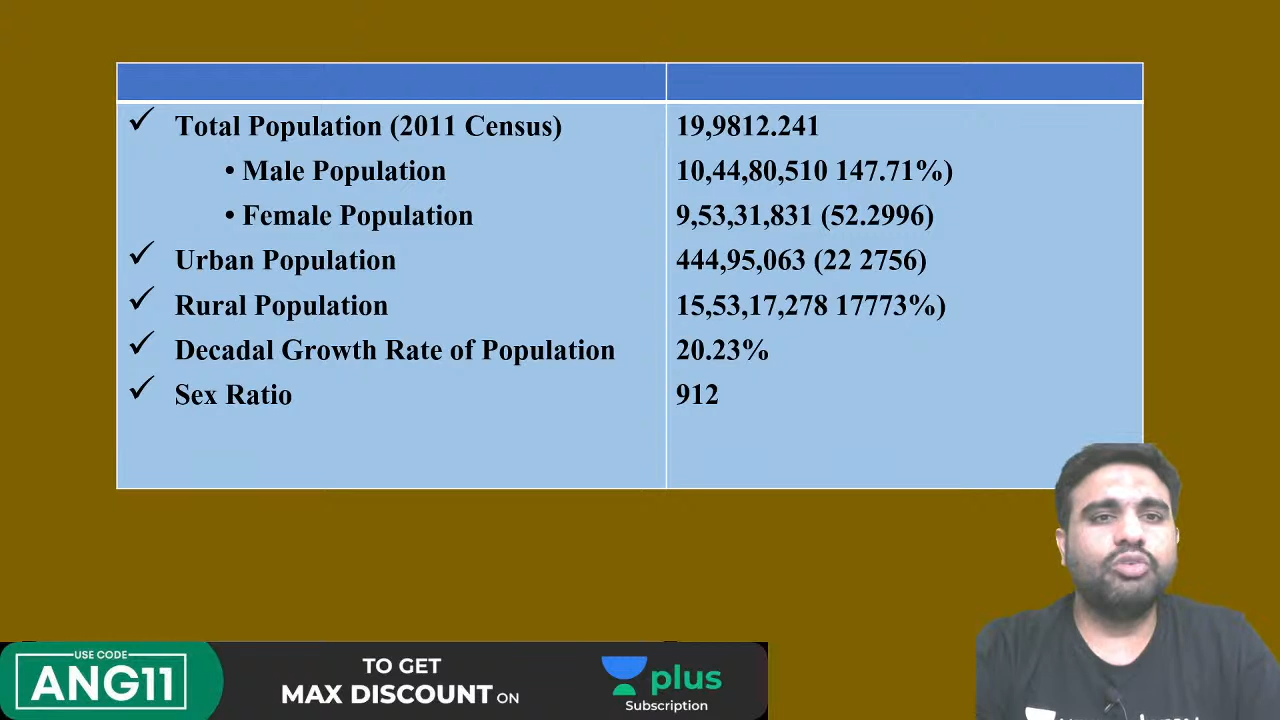 ✓ Total Population (2011 Census) 19,9812.241
• Male Population 10,44,80,510 147.71%)
• Female Population 9,53,31,831 (52.2996)
✓ Urban Population 444,95,063 (22 2756)
✓ Rural Population 15,53,17,278 17773%)
✓ Decadal Growth Rate of Population 20.23%
✓ Sex Ratio 912
USE CODE
ANG11
TO GET
MAX DISCOUNT ON
plus
Subscription